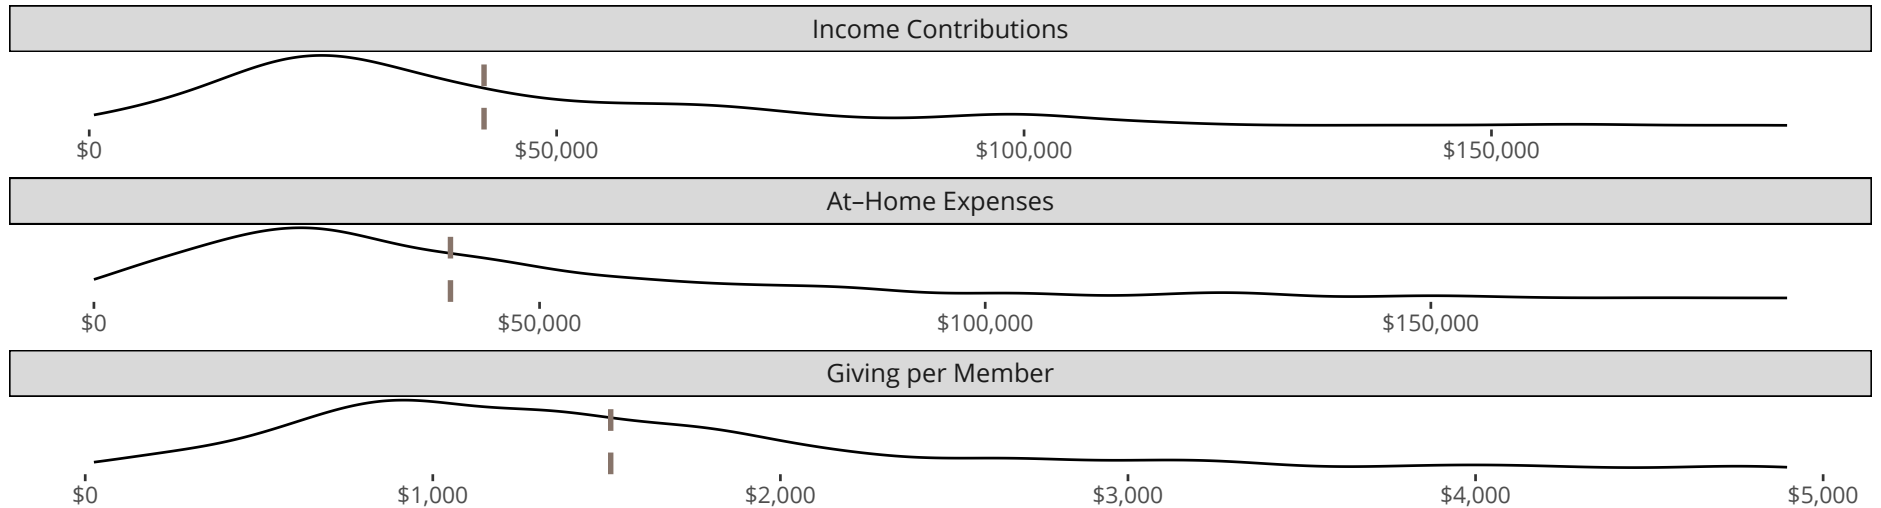 Income Contributions
$0 $50,000 $100,000 $150,000
At–Home Expenses
$0 $50,000 $100,000 $150,000
Giving per Member
$0 $1,000 $2,000 $3,000 $4,000 $5,000